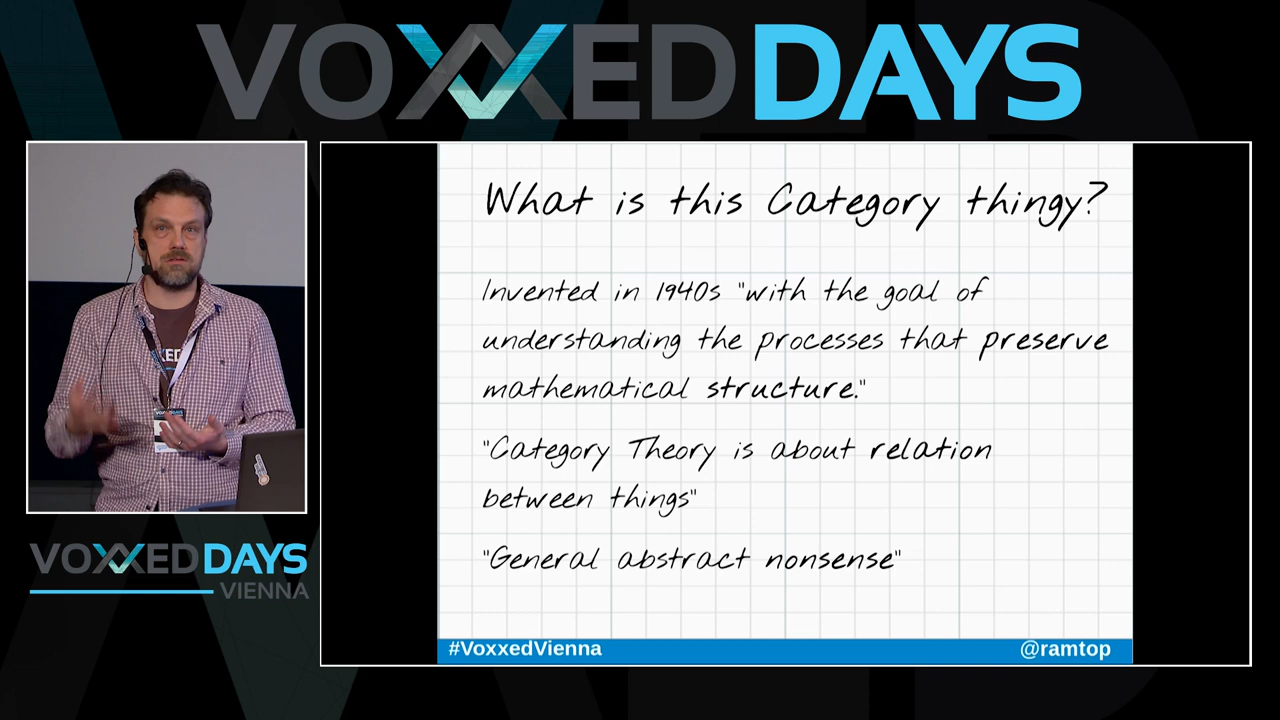 VOXXED DAYS
What is this Category thingy?
Invented in 1940s "with the goal of
understanding the processes that preserve
mathematical structure."
"Category Theory is about relation
between things"
"General abstract nonsense"
#VoxxedVienna
@ramtop
VOXXED DAYS
VIENNA